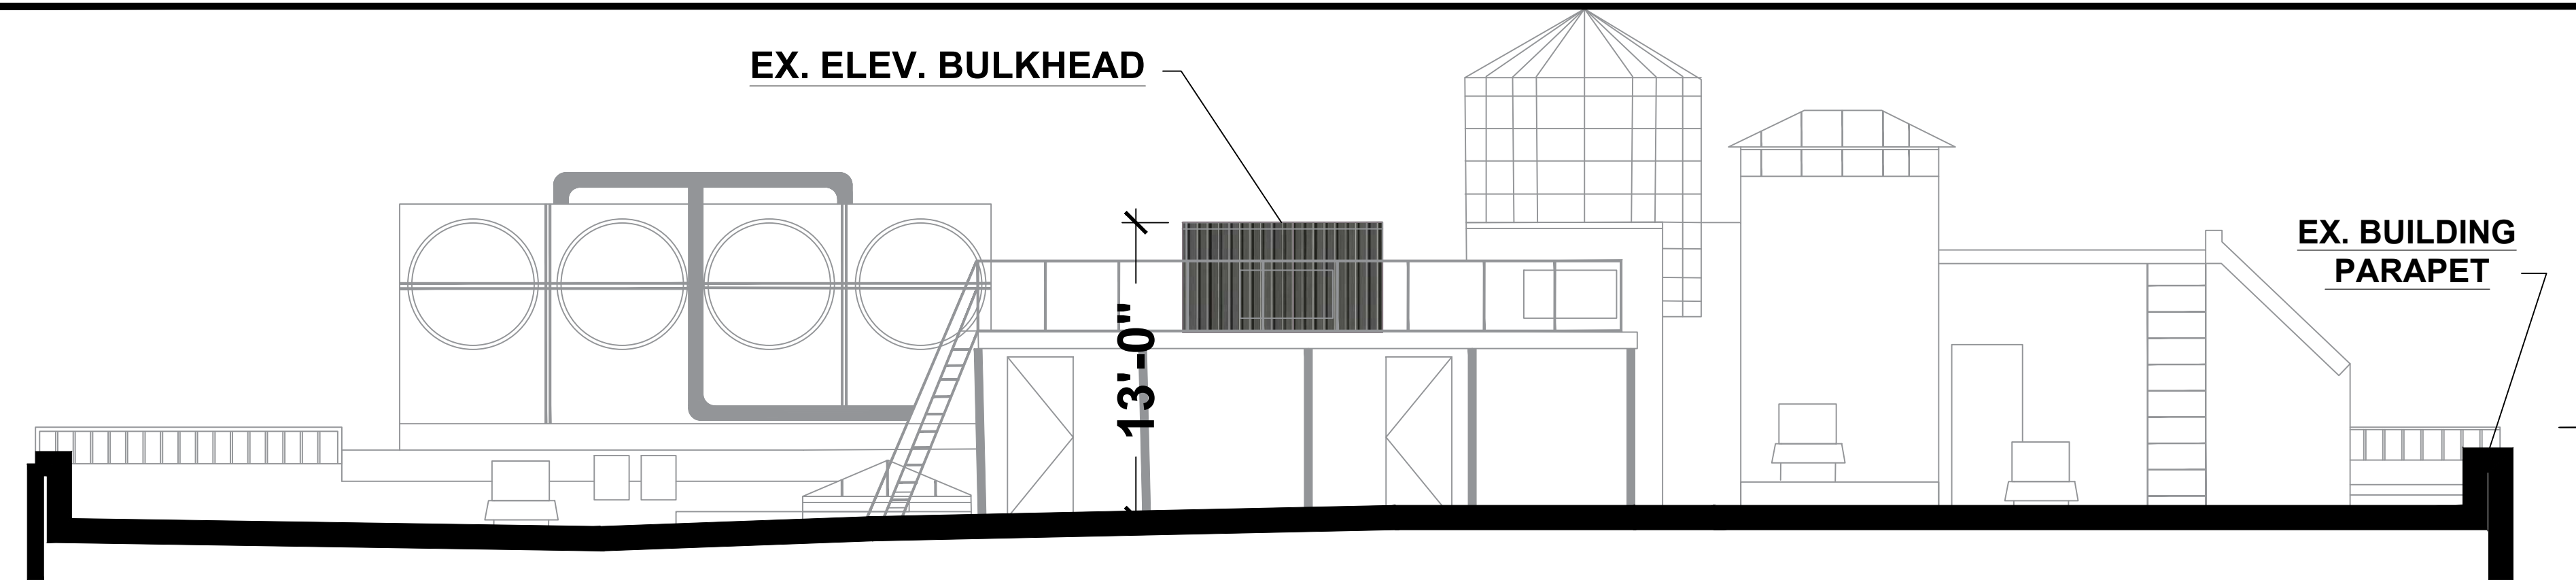 EX. ELEV. BULKHEAD
EX. BUILDING
PARAPET
13'-0"